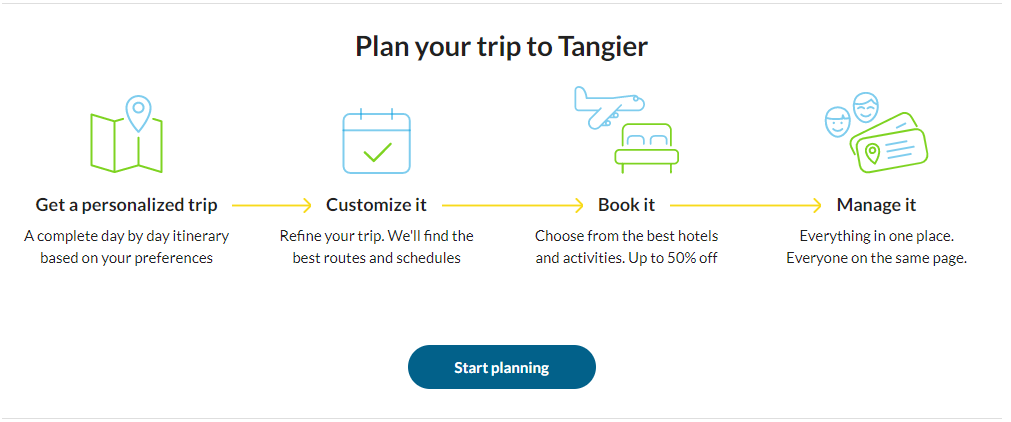 Plan your trip to Tangier
Get a personalized trip
A complete day by day itinerary
based on your preferences
Customize it
Refine your trip. We'll find the
best routes and schedules
Book it
Choose from the best hotels
and activities. Up to 50% off
Manage it
Everything in one place.
Everyone on the same page.
Start planning